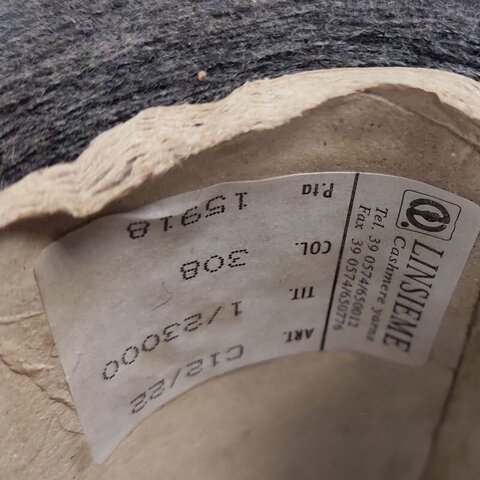 LINSIEME
Cashmere yarns
Tel. 39 0574/650012
Fax 39 0574/650776
ART. C12/22
TIT. 1/23000
COL. 308
P.ta 15918